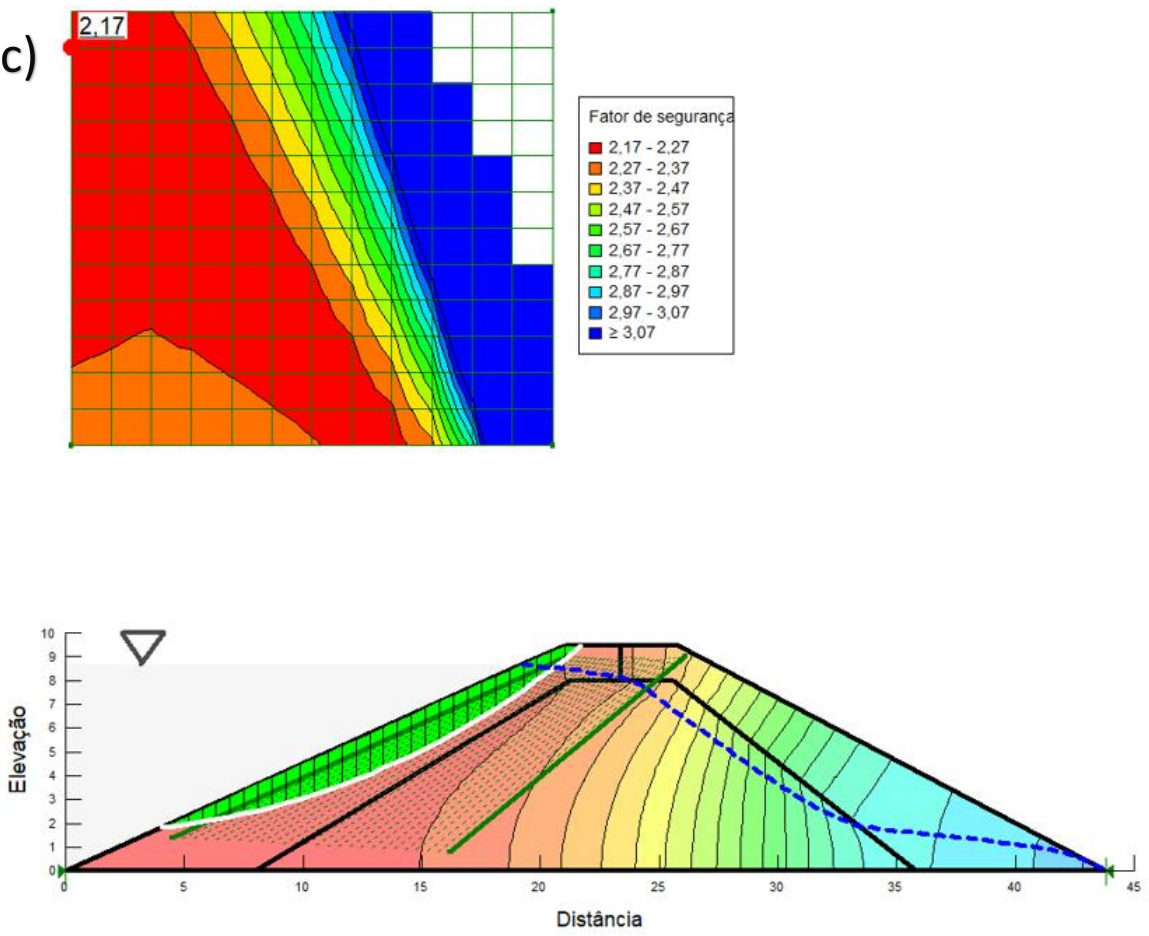 c)
2,17
Fator de segurança
2,17 - 2,27
2,27 - 2,37
2,37 - 2,47
2,47 - 2,57
2,57 - 2,67
2,67 - 2,77
2,77 - 2,87
2,87 - 2,97
2,97 - 3,07
≥ 3,07
Elevação
10
9
8
7
6
5
4
3
2
1
0
0 5 10 15 20 25 30 35 40 45
Distância